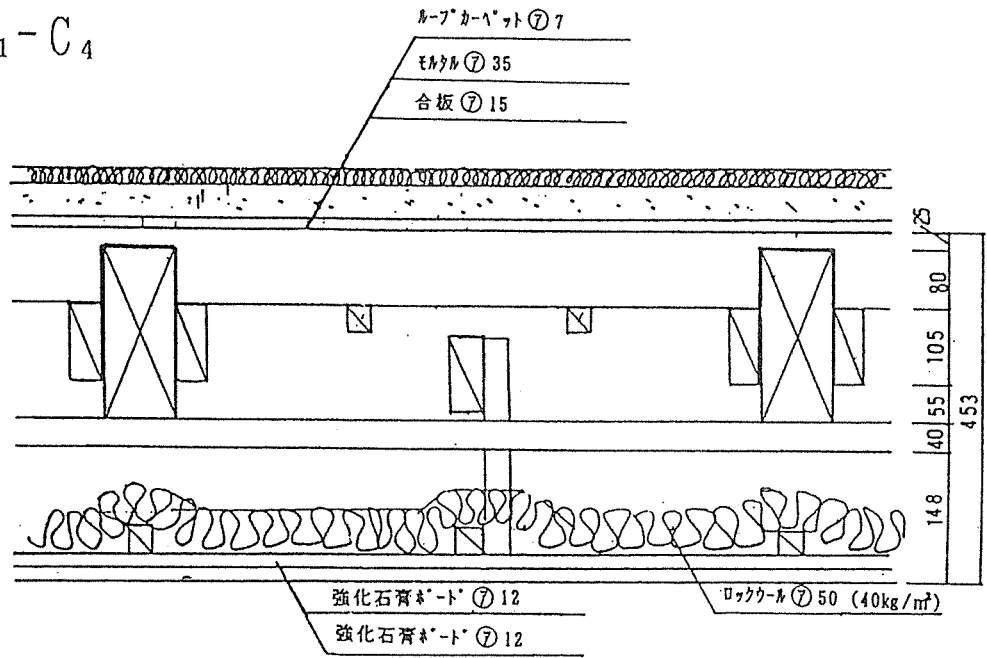 1-C4
ループカーペット ⑦ 7
モルタル ⑦ 35
合板 ⑦ 15
25
80
105
55
40
148
453
強化石膏ボード ⑦ 12
強化石膏ボード ⑦ 12
ロックウール ⑦ 50 (40kg/m³)